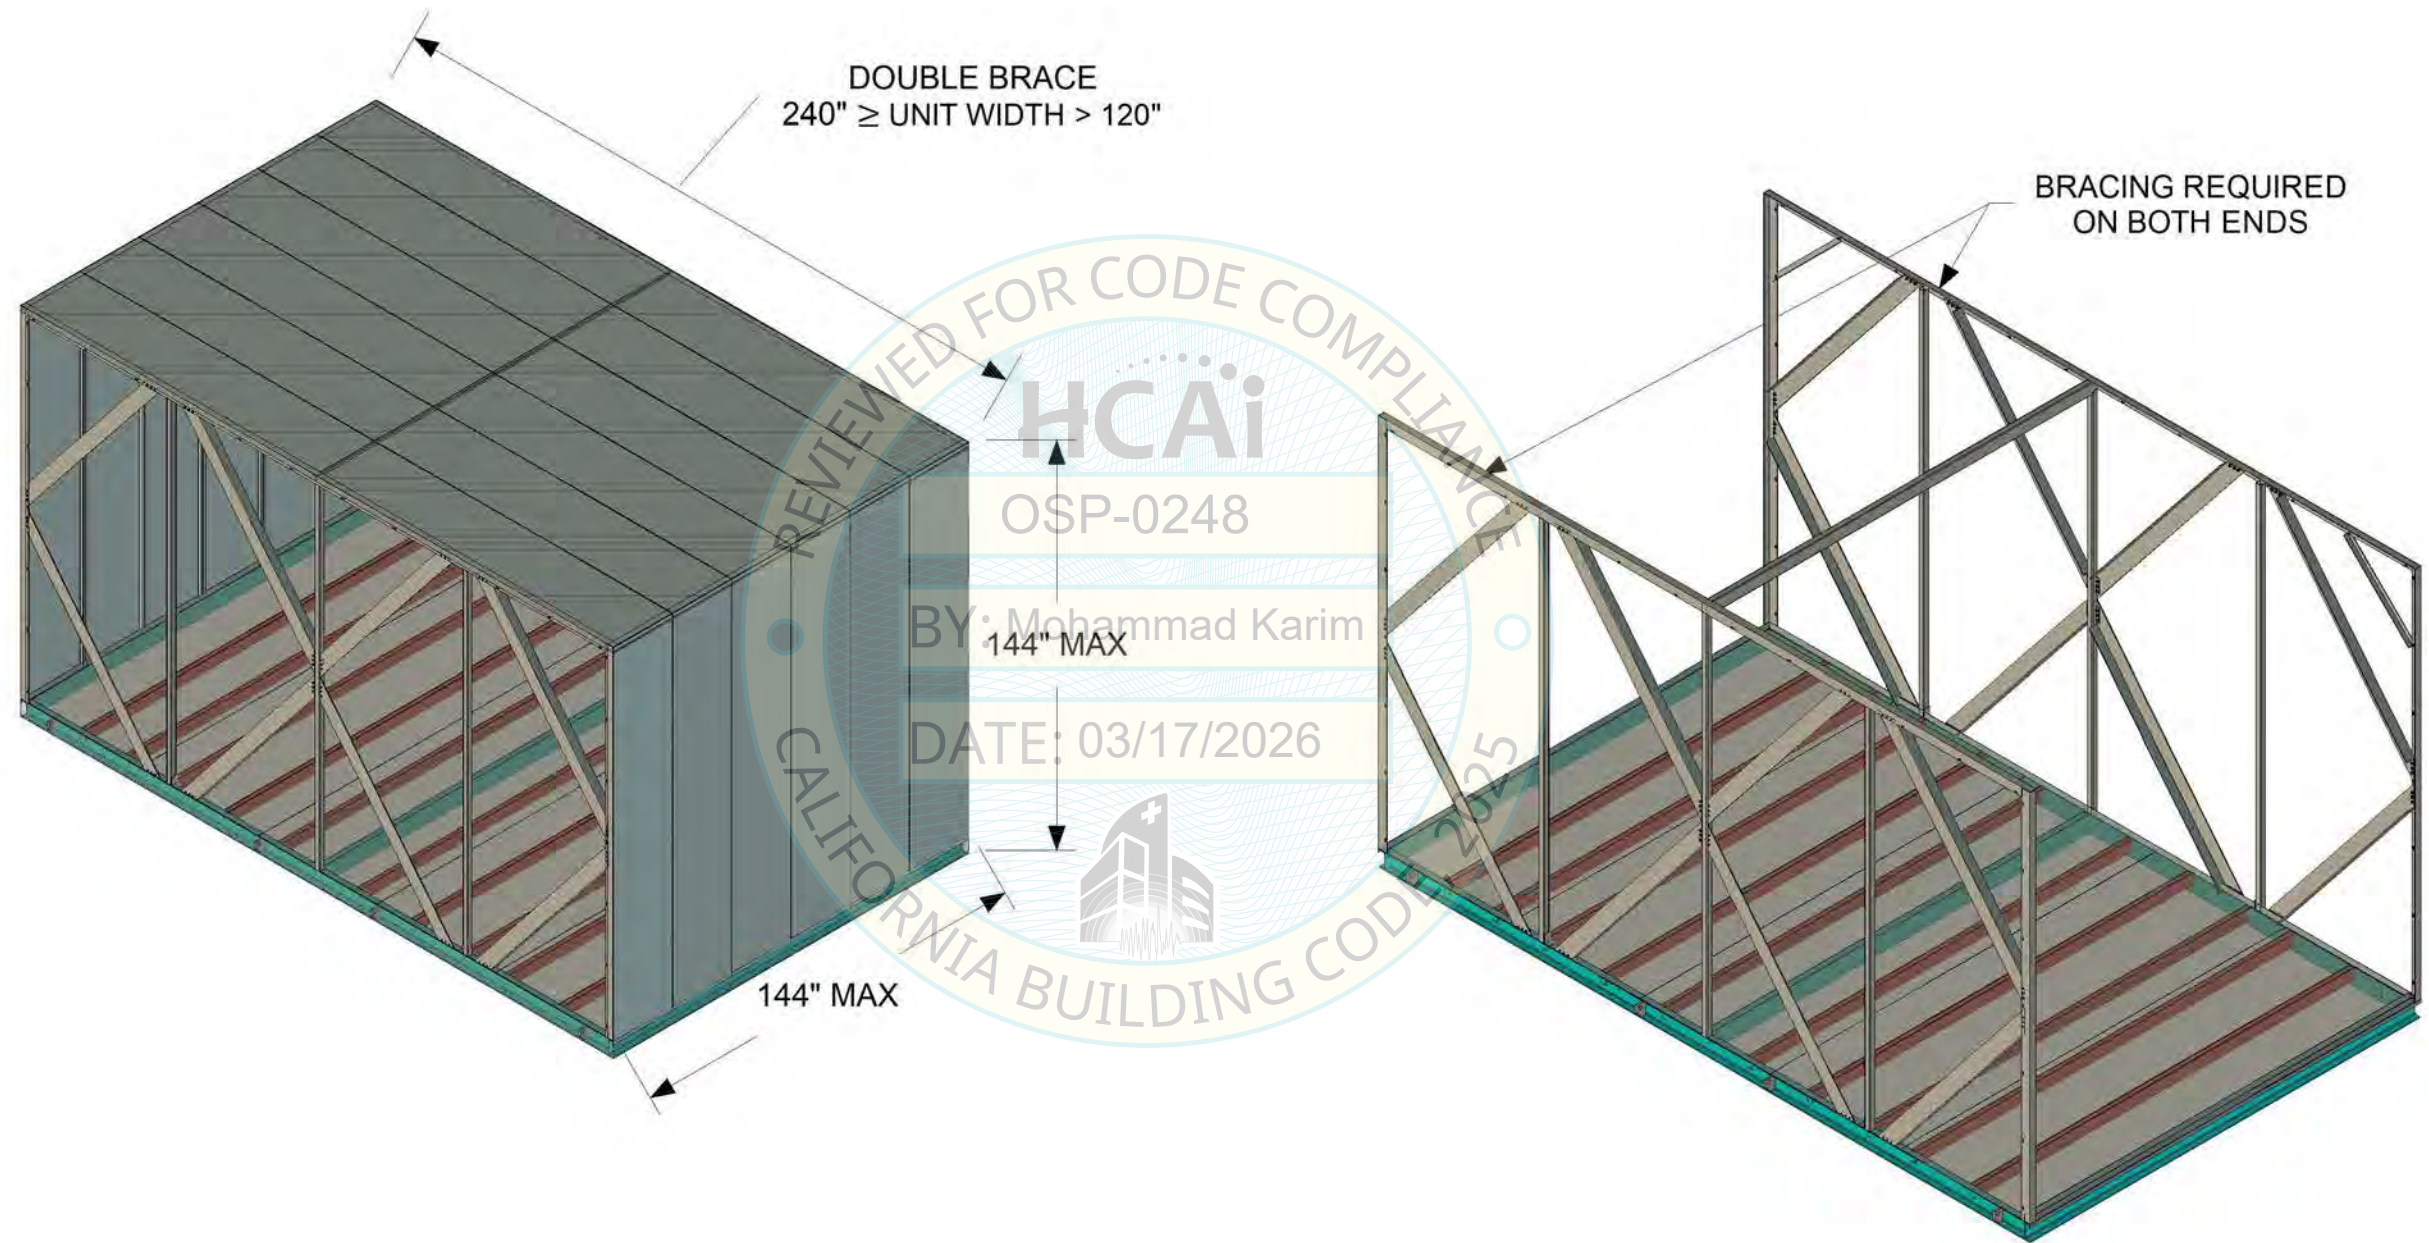 DOUBLE BRACE
240" ≥ UNIT WIDTH > 120"
BRACING REQUIRED
ON BOTH ENDS
REVIEWED FOR CODE COMPLIANCE
HCAi
OSP-0248
BY: Mohammad Karim
144" MAX
DATE: 03/17/2026
144" MAX
CALIFORNIA BUILDING CODE 2025